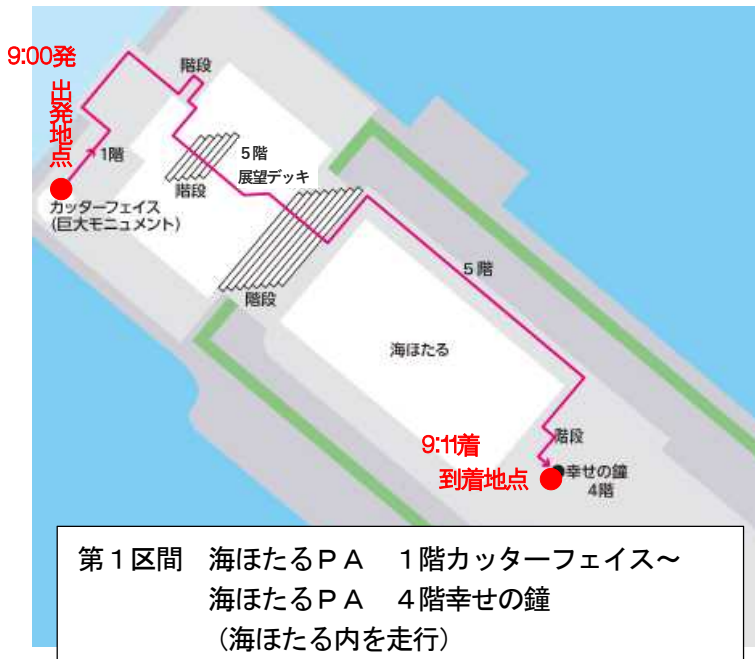 9:00発
出発地点
階段
1階
5階
展望デッキ
階段
カッターフェイス
(巨大モニュメント)
階段
5階
海ほたる
9:11着
到着地点
階段
幸せの鐘
4階
第1区間　海ほたるPA　1階カッターフェイス～
海ほたるPA　4階幸せの鐘
(海ほたる内を走行)